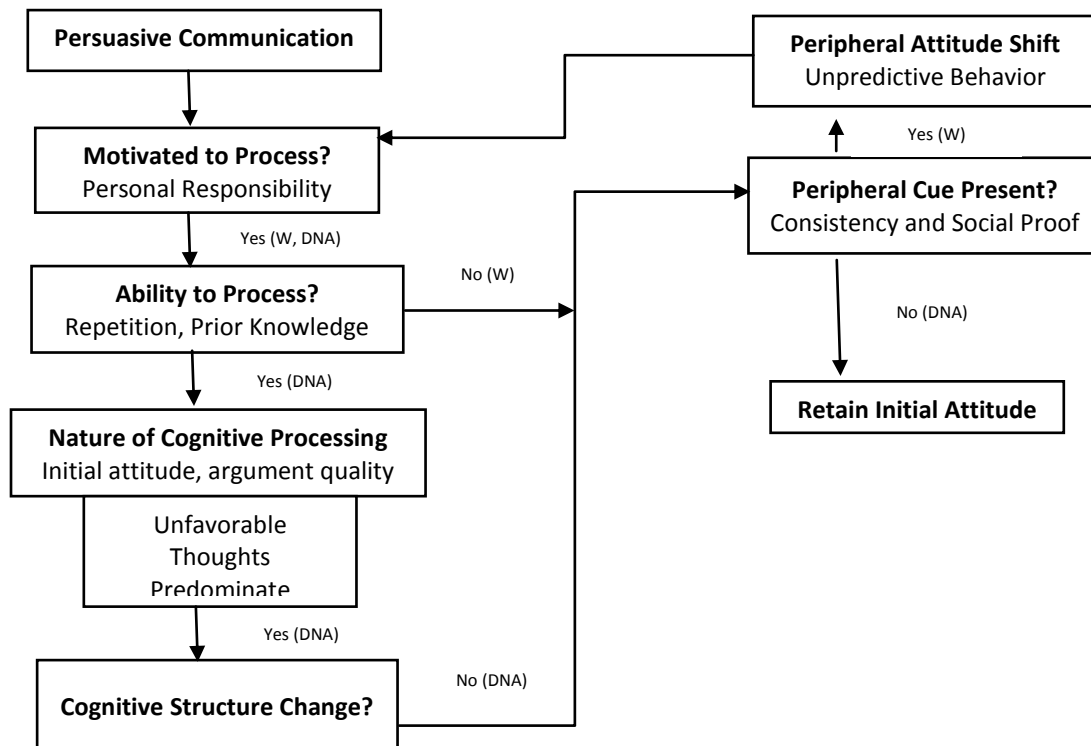 Persuasive Communication
Motivated to Process?
Personal Responsibility
Yes (W, DNA)
Ability to Process?
Repetition, Prior Knowledge
No (W)
Yes (DNA)
Nature of Cognitive Processing
Initial attitude, argument quality
Unfavorable
Thoughts
Predominate
Yes (DNA)
Cognitive Structure Change?
No (DNA)
Peripheral Attitude Shift
Unpredictive Behavior
Yes (W)
Peripheral Cue Present?
Consistency and Social Proof
No (DNA)
Retain Initial Attitude